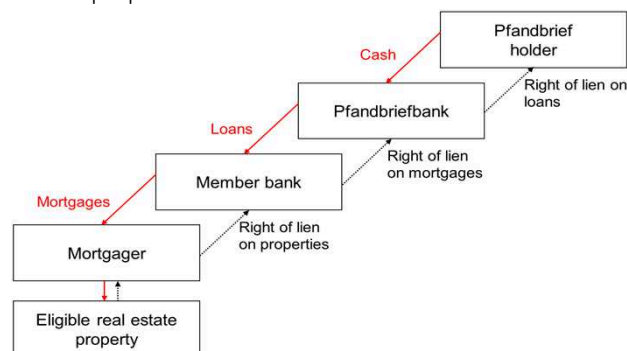 Pfandbrief
holder
Cash
Right of lien on
loans
Pfandbriefbank
Loans
Right of lien
on mortgages
Member bank
Mortgages
Right of lien
on properties
Mortgager
Eligible real estate
property